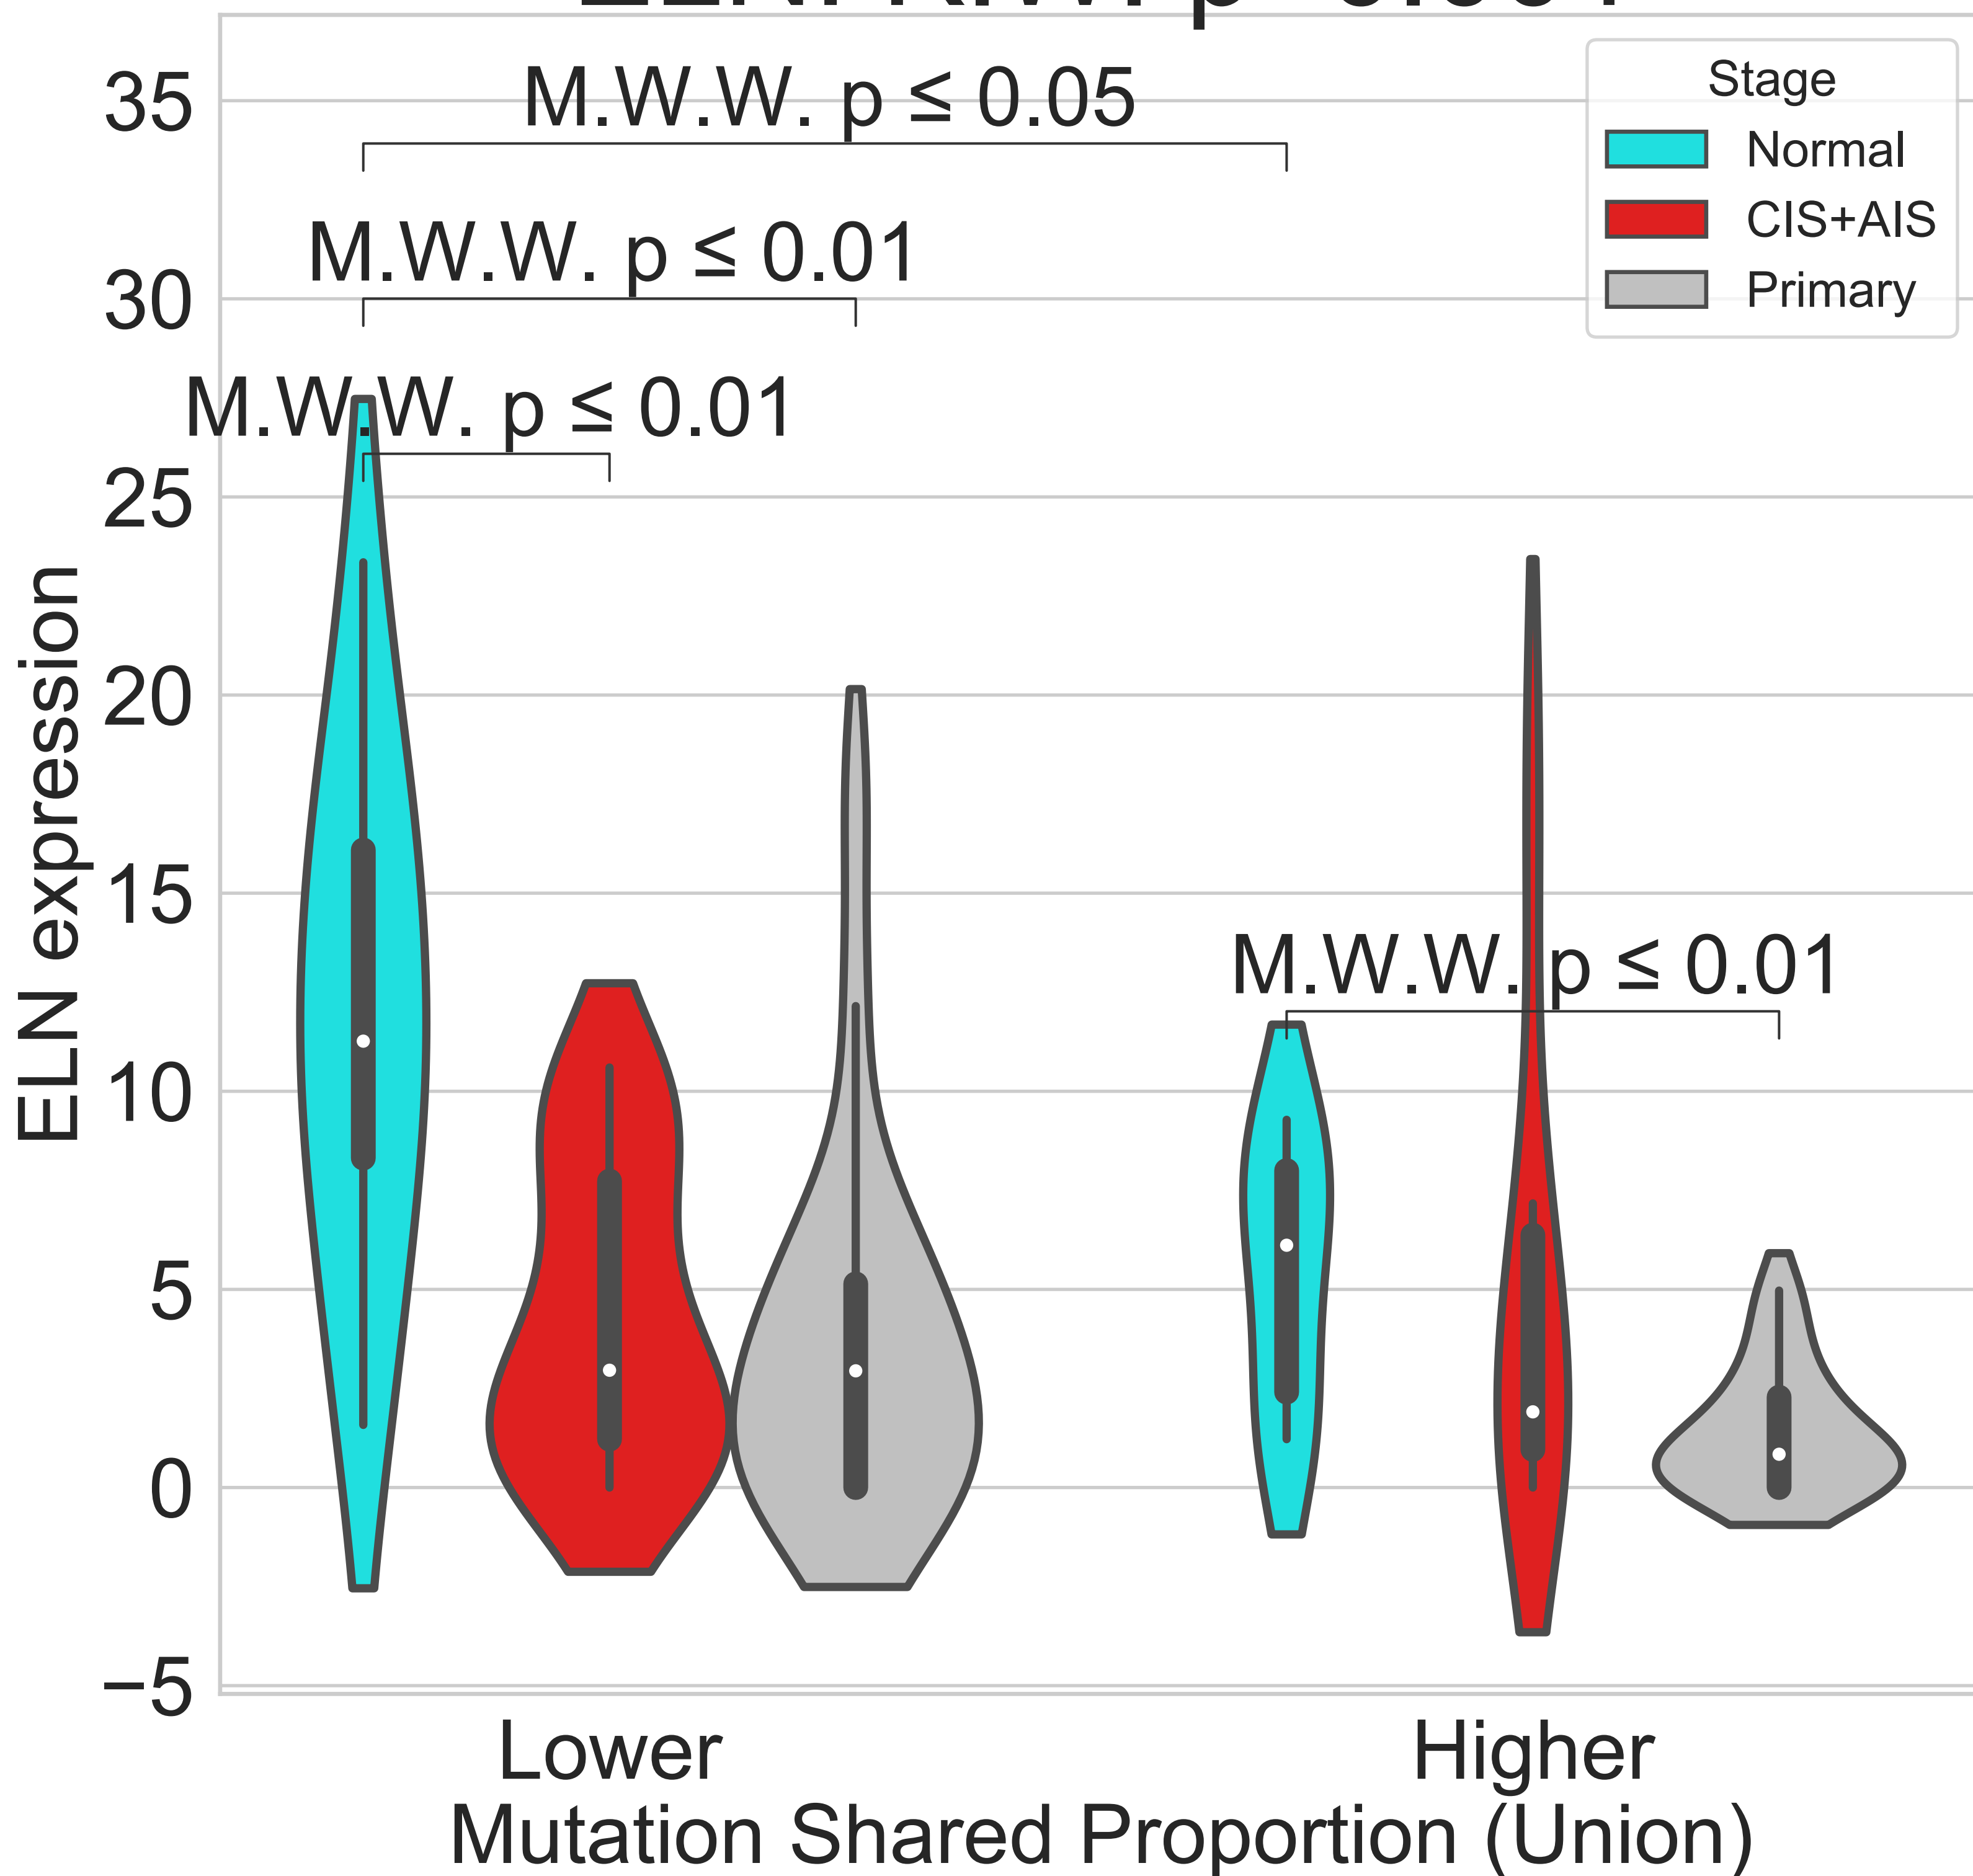 M.W.W. p ≤ 0.05
Stage
Normal
CIS+AIS
Primary
M.W.W. p ≤ 0.01
M.W.W. p ≤ 0.01
M.W.W. p ≤ 0.01
35
30
25
20
15
10
5
0
−5
ELN expression
Lower
Higher
Mutation Shared Proportion (Union)